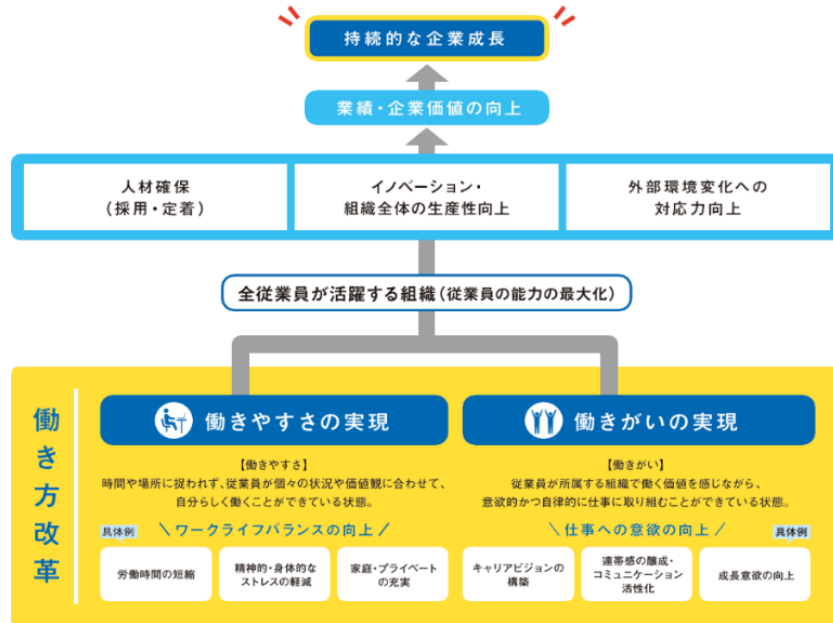 持続的な企業成長
業績・企業価値の向上
人材確保
(採用・定着)
イノベーション・
組織全体の生産性向上
外部環境変化への
対応力向上
全従業員が活躍する組織(従業員の能力の最大化)
働き方改革
働きやすさの実現
【働きやすさ】
時間や場所に捉われず、従業員が個々の状況や価値観に合わせて、
自分らしく働くことができている状態。
具体例
ワークライフバランスの向上
労働時間の短縮
精神的・身体的な
ストレスの軽減
家庭・プライベート
の充実
働きがいの実現
【働きがい】
従業員が所属する組織で働く価値を感じながら、
意欲的かつ自律的に仕事に取り組むことができている状態。
仕事への意欲の向上
具体例
キャリアビジョンの
構築
連帯感の醸成・
コミュニケーション
活性化
成長意欲の向上